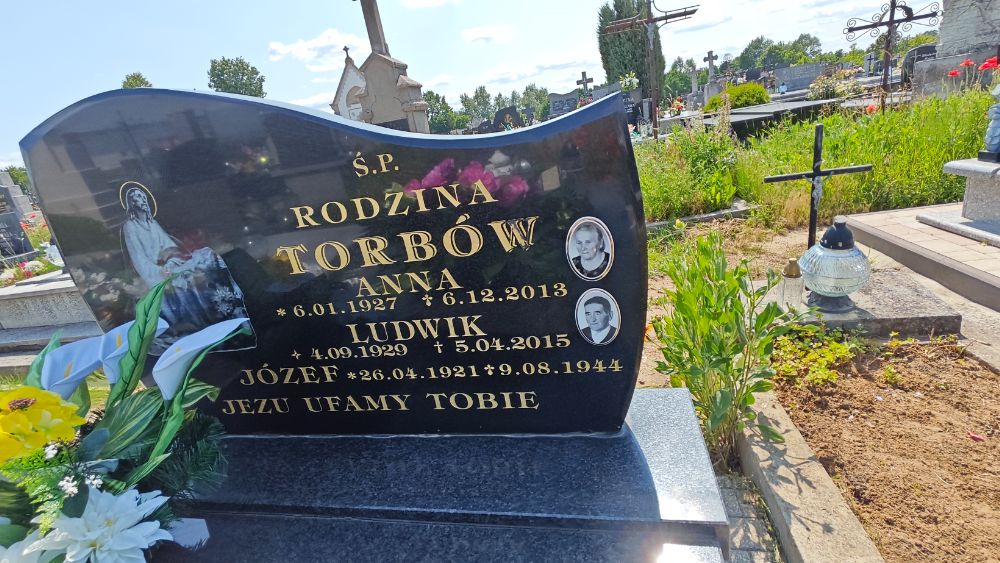 Ś.P.
RODZINA
TORBÓW
ANNA
* 6.01.1927 ✝ 6.12.2013
LUDWIK
* 4.09.1929 ✝ 5.04.2015
JÓZEF *26.04.1921 ✝9.08.1944
JEZU UFAMY TOBIE